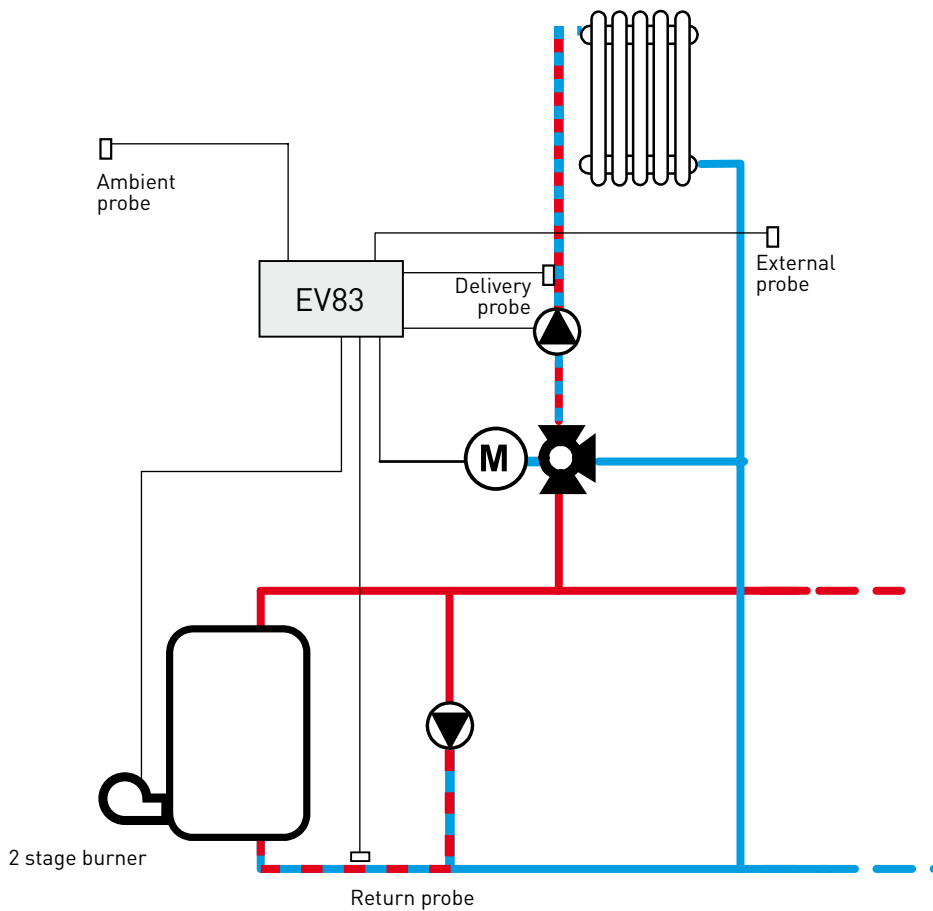 Ambient
probe
External
probe
EV83
Delivery
probe
M
2 stage burner
Return probe